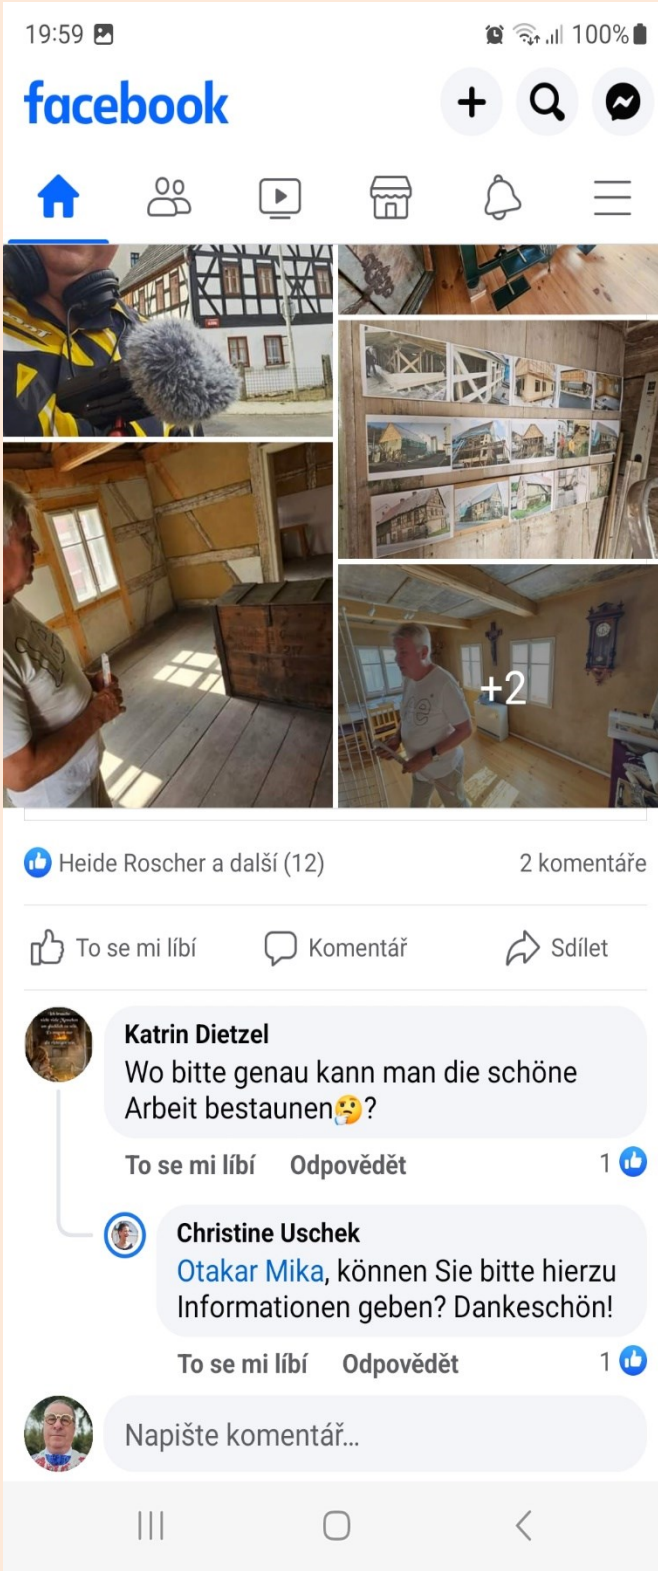 19:59 100%
facebook
+2
Heide Roscher a další (12) 2 komentáře
To se mi líbí Komentář Sdílet
Katrin Dietzel
Wo bitte genau kann man die schöne
Arbeit bestaunen🤔?
To se mi líbí Odpovědět 1
Christine Uschek
Otakar Mika, können Sie bitte hierzu
Informationen geben? Dankeschön!
To se mi líbí Odpovědět 1
Napište komentář...